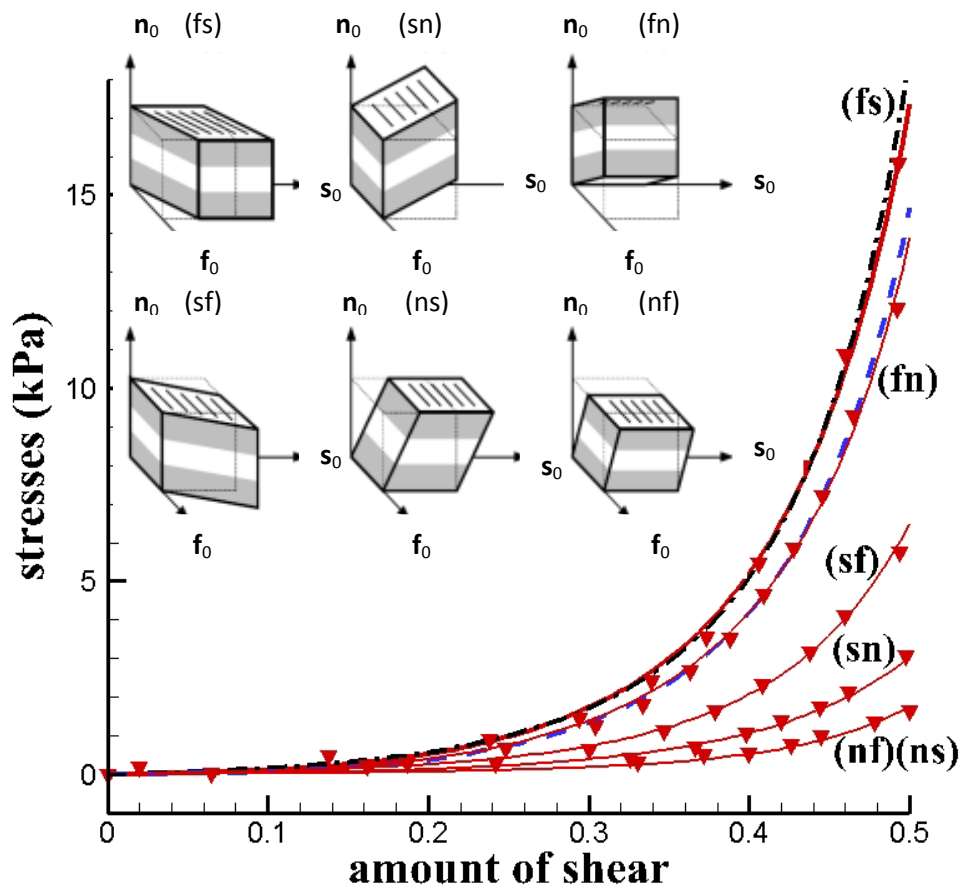 n₀ (fs) n₀ (sn) n₀ (fn)
s₀ s₀ s₀
f₀ f₀ f₀
n₀ (sf) n₀ (ns) n₀ (nf)
s₀ s₀ s₀
f₀ f₀ f₀
(fs)
(fn)
(sf)
(sn)
(nf)(ns)
stresses (kPa)
15
10
5
0
0 0.1 0.2 0.3 0.4 0.5
amount of shear